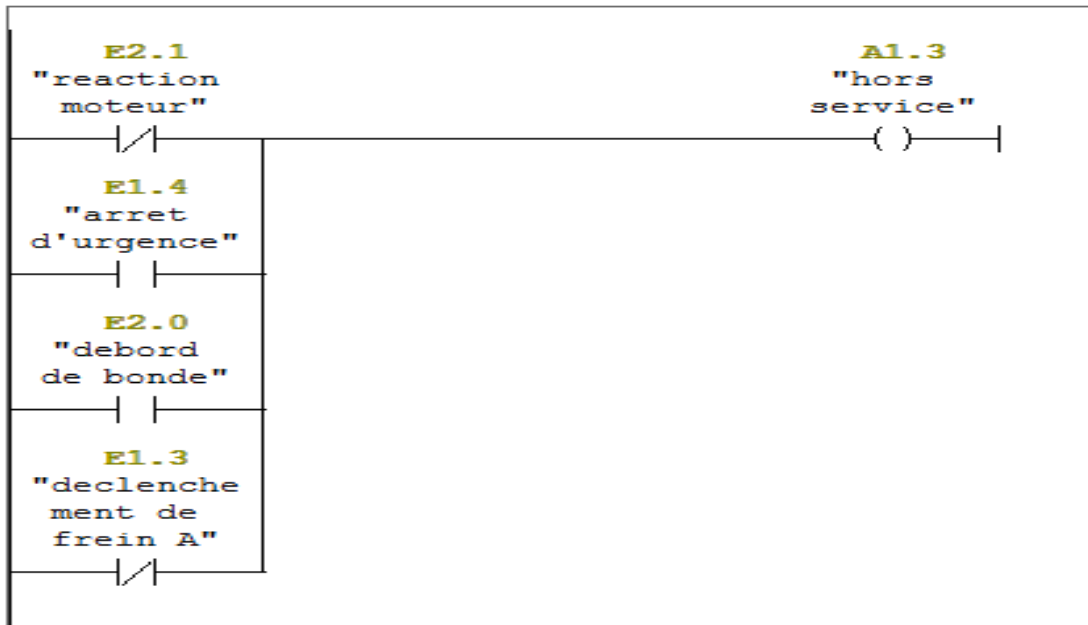 E2.1
"reaction
moteur"
A1.3
"hors
service"
E1.4
"arret
d'urgence"
E2.0
"debord
de bonde"
E1.3
"declenche
ment de
frein A"